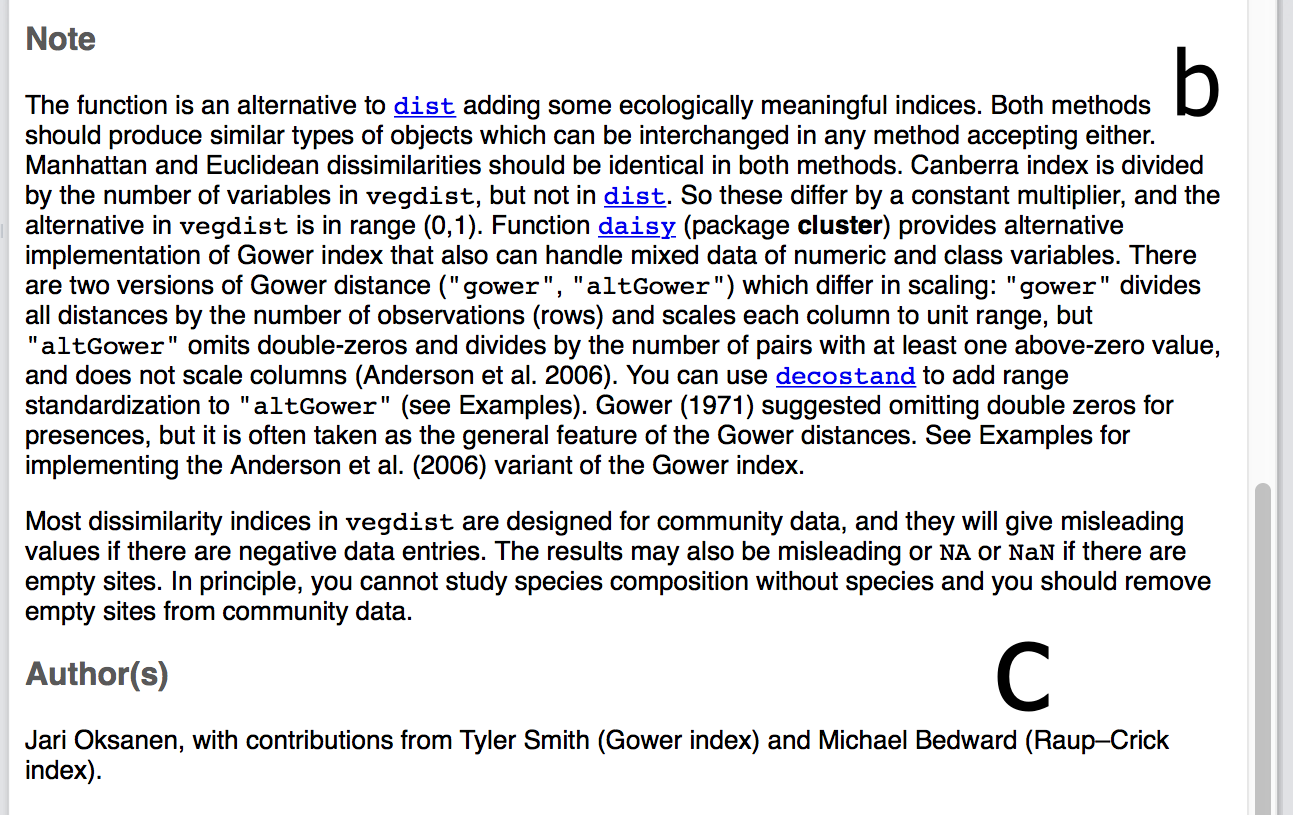 Note
b
The function is an alternative to dist adding some ecologically meaningful indices. Both methods
should produce similar types of objects which can be interchanged in any method accepting either.
Manhattan and Euclidean dissimilarities should be identical in both methods. Canberra index is divided
by the number of variables in vegdist, but not in dist. So these differ by a constant multiplier, and the
alternative in vegdist is in range (0,1). Function daisy (package cluster) provides alternative
implementation of Gower index that also can handle mixed data of numeric and class variables. There
are two versions of Gower distance ("gower", "altGower") which differ in scaling: "gower" divides
all distances by the number of observations (rows) and scales each column to unit range, but
"altGower" omits double-zeros and divides by the number of pairs with at least one above-zero value,
and does not scale columns (Anderson et al. 2006). You can use decostand to add range
standardization to "altGower" (see Examples). Gower (1971) suggested omitting double zeros for
presences, but it is often taken as the general feature of the Gower distances. See Examples for
implementing the Anderson et al. (2006) variant of the Gower index.
Most dissimilarity indices in vegdist are designed for community data, and they will give misleading
values if there are negative data entries. The results may also be misleading or NA or NaN if there are
empty sites. In principle, you cannot study species composition without species and you should remove
empty sites from community data.
c
Author(s)
Jari Oksanen, with contributions from Tyler Smith (Gower index) and Michael Bedward (Raup–Crick
index).